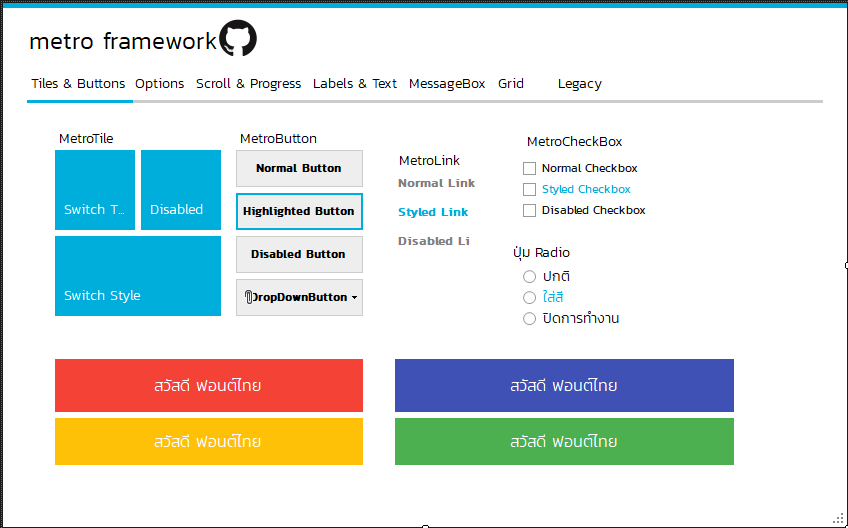 metro framework
Tiles & Buttons Options Scroll & Progress Labels & Text MessageBox Grid Legacy
MetroTile
Switch T...
Disabled
Switch Style
MetroButton
Normal Button
Highlighted Button
Disabled Button
DropDownButton
MetroLink
Normal Link
Styled Link
Disabled Li
MetroCheckBox
Normal Checkbox
Styled Checkbox
Disabled Checkbox
ปุ่ม Radio
ปกติ
ใส่สี
ปิดการทำงาน
สวัสดี ฟอนต์ไทย
สวัสดี ฟอนต์ไทย
สวัสดี ฟอนต์ไทย
สวัสดี ฟอนต์ไทย